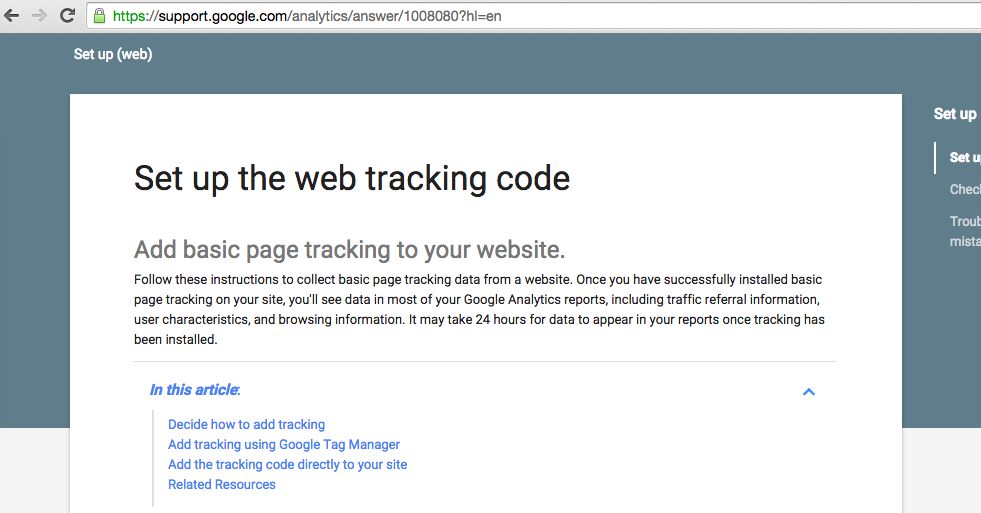 https://support.google.com/analytics/answer/1008080?hl=en
Set up (web)
Set up the web tracking code
Add basic page tracking to your website.
Follow these instructions to collect basic page tracking data from a website. Once you have successfully installed basic
page tracking on your site, you'll see data in most of your Google Analytics reports, including traffic referral information,
user characteristics, and browsing information. It may take 24 hours for data to appear in your reports once tracking has
been installed.
In this article:
Decide how to add tracking
Add tracking using Google Tag Manager
Add the tracking code directly to your site
Related Resources
Set up
Set u
Chec
Troub
mista